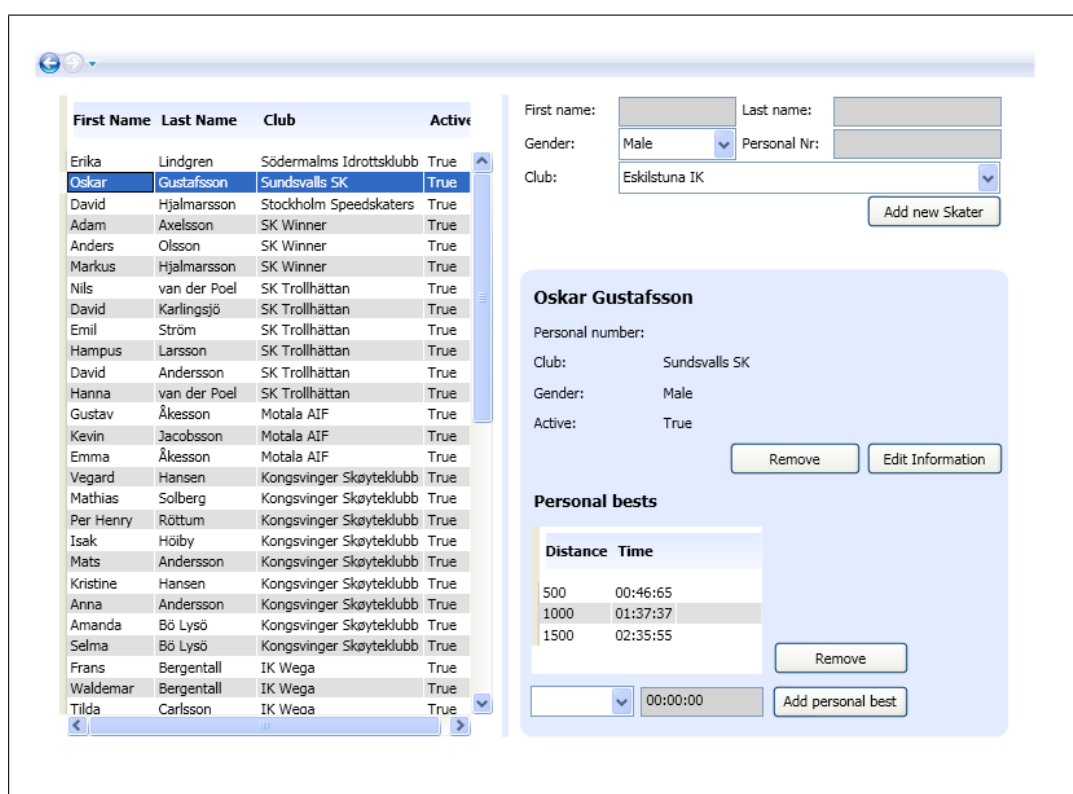 First Name Last Name Club Active
Erika Lindgren Södermalms Idrottsklubb True
Oskar Gustafsson Sundsvalls SK True
David Hjalmarsson Stockholm Speedskaters True
Adam Axelsson SK Winner True
Anders Olsson SK Winner True
Markus Hjalmarsson SK Winner True
Nils van der Poel SK Trollhättan True
David Karlingsjö SK Trollhättan True
Emil Ström SK Trollhättan True
Hampus Larsson SK Trollhättan True
David Andersson SK Trollhättan True
Hanna van der Poel SK Trollhättan True
Gustav Åkesson Motala AIF True
Kevin Jacobsson Motala AIF True
Emma Åkesson Motala AIF True
Vegard Hansen Kongsvinger Skøyteklubb True
Mathias Solberg Kongsvinger Skøyteklubb True
Per Henry Röttum Kongsvinger Skøyteklubb True
Isak Höiby Kongsvinger Skøyteklubb True
Mats Andersson Kongsvinger Skøyteklubb True
Kristine Hansen Kongsvinger Skøyteklubb True
Anna Andersson Kongsvinger Skøyteklubb True
Amanda Bö Lysö Kongsvinger Skøyteklubb True
Selma Bö Lysö Kongsvinger Skøyteklubb True
Frans Bergentall IK Wega True
Waldemar Bergentall IK Wega True
Tilda Carlsson IK Wega True
First name: Last name:
Gender: Male Personal Nr:
Club: Eskilstuna IK
Add new Skater
Oskar Gustafsson
Personal number:
Club: Sundsvalls SK
Gender: Male
Active: True
Remove Edit Information
Personal bests
Distance Time
500 00:46:65
1000 01:37:37
1500 02:35:55
Remove
00:00:00 Add personal best